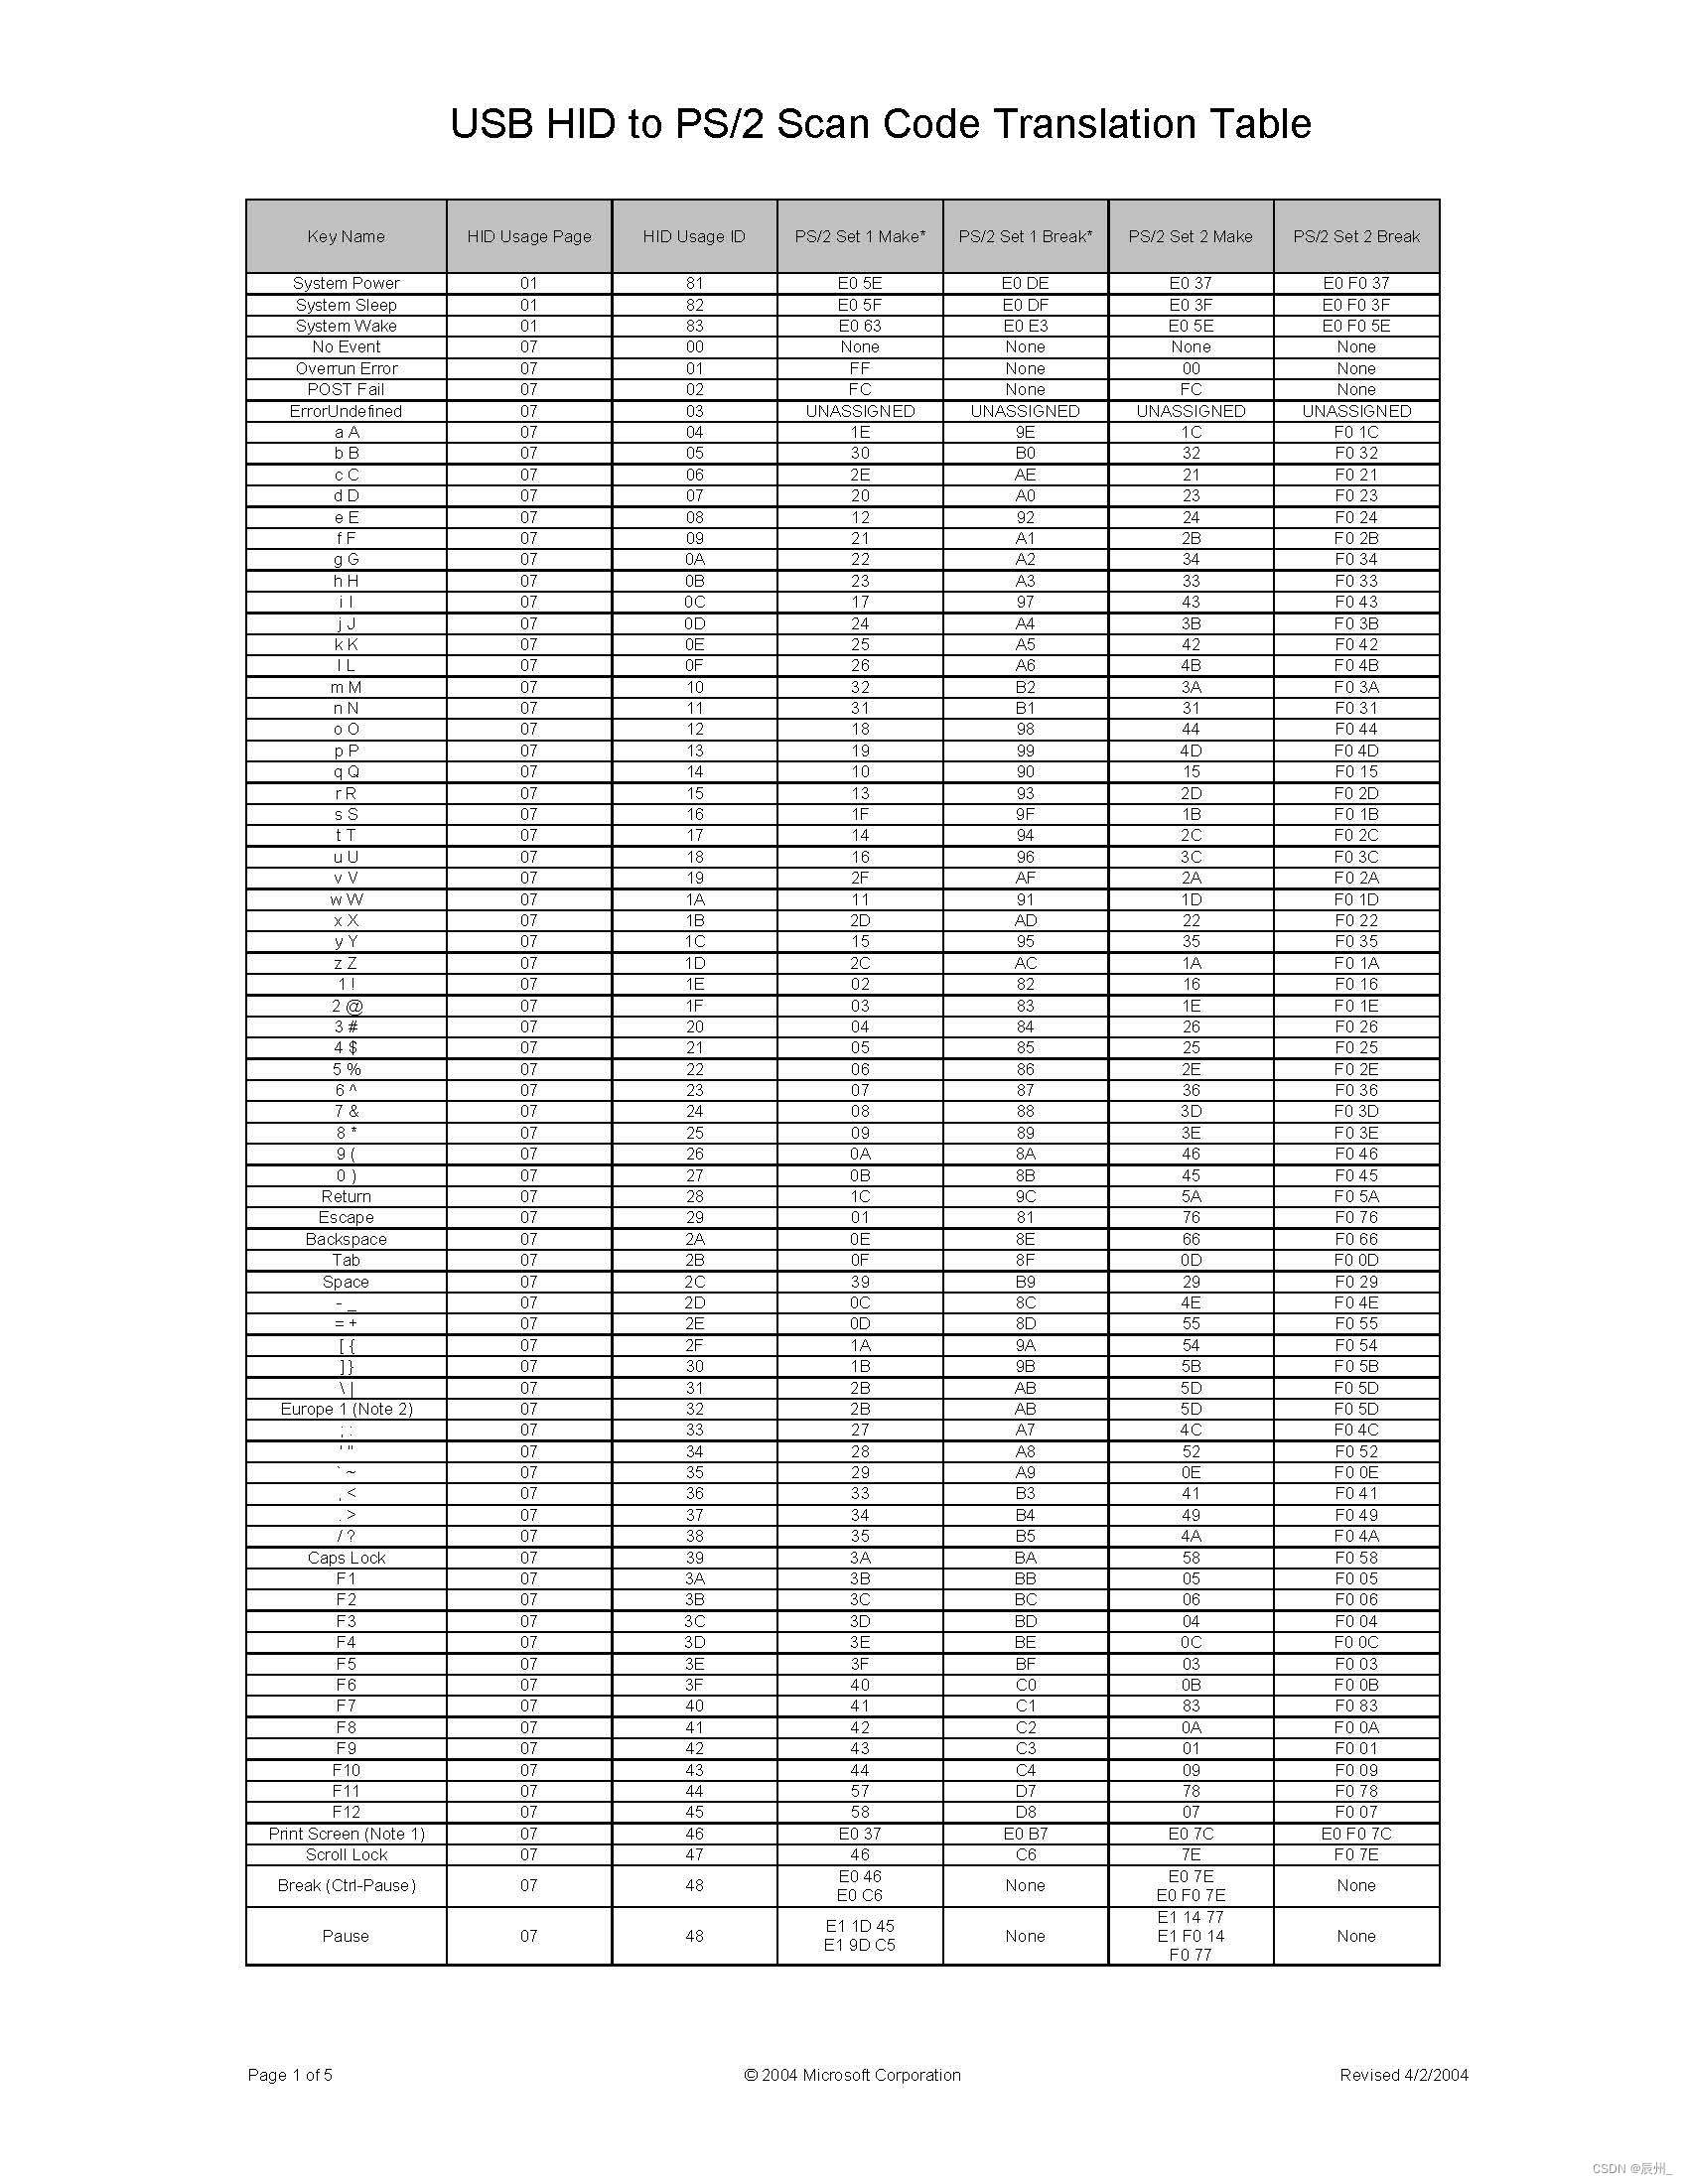 USB HID to PS/2 Scan Code Translation Table
Key Name HID Usage Page HID Usage ID PS/2 Set 1 Make* PS/2 Set 1 Break* PS/2 Set 2 Make PS/2 Set 2 Break
System Power 01 81 E0 5E E0 DE E0 37 E0 F0 37
System Sleep 01 82 E0 5F E0 DF E0 3F E0 F0 3F
System Wake 01 83 E0 63 E0 E3 E0 5E E0 F0 5E
No Event 07 00 None None None None
Overrun Error 07 01 FF None 00 None
POST Fail 07 02 FC None FC None
ErrorUndefined 07 03 UNASSIGNED UNASSIGNED UNASSIGNED UNASSIGNED
a A 07 04 1E 9E 1C F0 1C
b B 07 05 30 B0 32 F0 32
c C 07 06 2E AE 21 F0 21
d D 07 07 20 A0 23 F0 23
e E 07 08 12 92 24 F0 24
f F 07 09 21 A1 2B F0 2B
g G 07 0A 22 A2 34 F0 34
h H 07 0B 23 A3 33 F0 33
i I 07 0C 17 97 43 F0 43
j J 07 0D 24 A4 3B F0 3B
k K 07 0E 25 A5 42 F0 42
l L 07 0F 26 A6 4B F0 4B
m M 07 10 32 B2 3A F0 3A
n N 07 11 31 B1 31 F0 31
o O 07 12 18 98 44 F0 44
p P 07 13 19 99 4D F0 4D
q Q 07 14 10 90 15 F0 15
r R 07 15 13 93 2D F0 2D
s S 07 16 1F 9F 1B F0 1B
t T 07 17 14 94 2C F0 2C
u U 07 18 16 96 3C F0 3C
v V 07 19 2F AF 2A F0 2A
w W 07 1A 11 91 1D F0 1D
x X 07 1B 2D AD 22 F0 22
y Y 07 1C 15 95 35 F0 35
z Z 07 1D 2C AC 1A F0 1A
1 ! 07 1E 02 82 16 F0 16
2 @ 07 1F 03 83 1E F0 1E
3 # 07 20 04 84 26 F0 26
4 $ 07 21 05 85 25 F0 25
5 % 07 22 06 86 2E F0 2E
6 ^ 07 23 07 87 36 F0 36
7 & 07 24 08 88 3D F0 3D
8 * 07 25 09 89 3E F0 3E
9 ( 07 26 0A 8A 46 F0 46
0 ) 07 27 0B 8B 45 F0 45
Return 07 28 1C 9C 5A F0 5A
Escape 07 29 01 81 76 F0 76
Backspace 07 2A 0E 8E 66 F0 66
Tab 07 2B 0F 8F 0D F0 0D
Space 07 2C 39 B9 29 F0 29
- _ 07 2D 0C 8C 4E F0 4E
= + 07 2E 0D 8D 55 F0 55
[ { 07 2F 1A 9A 54 F0 54
] } 07 30 1B 9B 5B F0 5B
\ | 07 31 2B AB 5D F0 5D
Europe 1 (Note 2) 07 32 2B AB 5D F0 5D
; : 07 33 27 A7 4C F0 4C
' " 07 34 28 A8 52 F0 52
` ~ 07 35 29 A9 0E F0 0E
, < 07 36 33 B3 41 F0 41
. > 07 37 34 B4 49 F0 49
/ ? 07 38 35 B5 4A F0 4A
Caps Lock 07 39 3A BA 58 F0 58
F1 07 3A 3B BB 05 F0 05
F2 07 3B 3C BC 06 F0 06
F3 07 3C 3D BD 04 F0 04
F4 07 3D 3E BE 0C F0 0C
F5 07 3E 3F BF 03 F0 03
F6 07 3F 40 C0 0B F0 0B
F7 07 40 41 C1 83 F0 83
F8 07 41 42 C2 0A F0 0A
F9 07 42 43 C3 01 F0 01
F10 07 43 44 C4 09 F0 09
F11 07 44 57 D7 78 F0 78
F12 07 45 58 D8 07 F0 07
Print Screen (Note 1) 07 46 E0 37 E0 B7 E0 7C E0 F0 7C
Scroll Lock 07 47 46 C6 7E F0 7E
Break (Ctrl-Pause) 07 48 E0 46 None E0 7E None
E0 C6 E0 F0 7E
Pause 07 48 E1 1D 45 None E1 14 77 None
E1 9D C5 E1 F0 14
F0 77
Page 1 of 5 © 2004 Microsoft Corporation Revised 4/2/2004
CSDN @辰州_